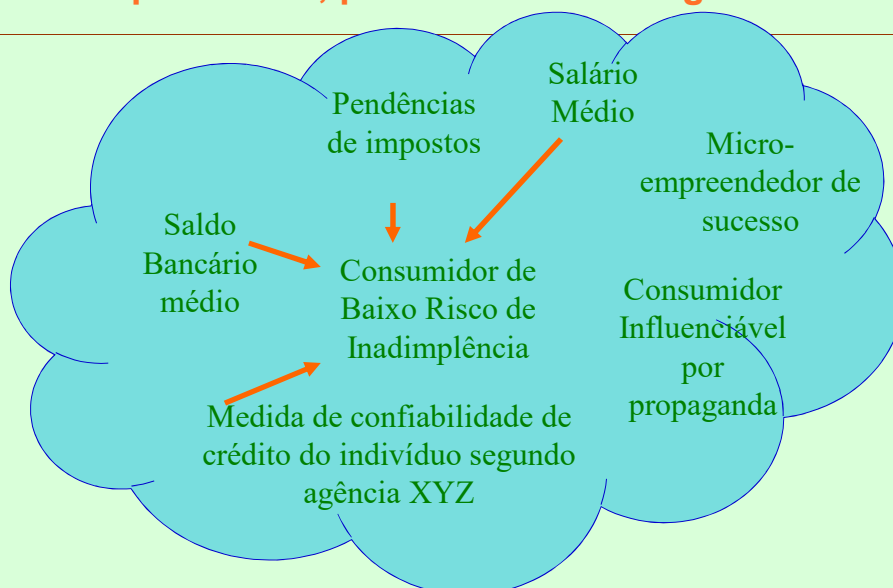 Salário
Médio
Pendências
de impostos
Micro-
empreendedor de
sucesso
Saldo
Bancário
médio
Consumidor de
Baixo Risco de
Inadimplência
Consumidor
Influenciável
por
propaganda
Medida de confiabilidade de
crédito do indivíduo segundo
agência XYZ